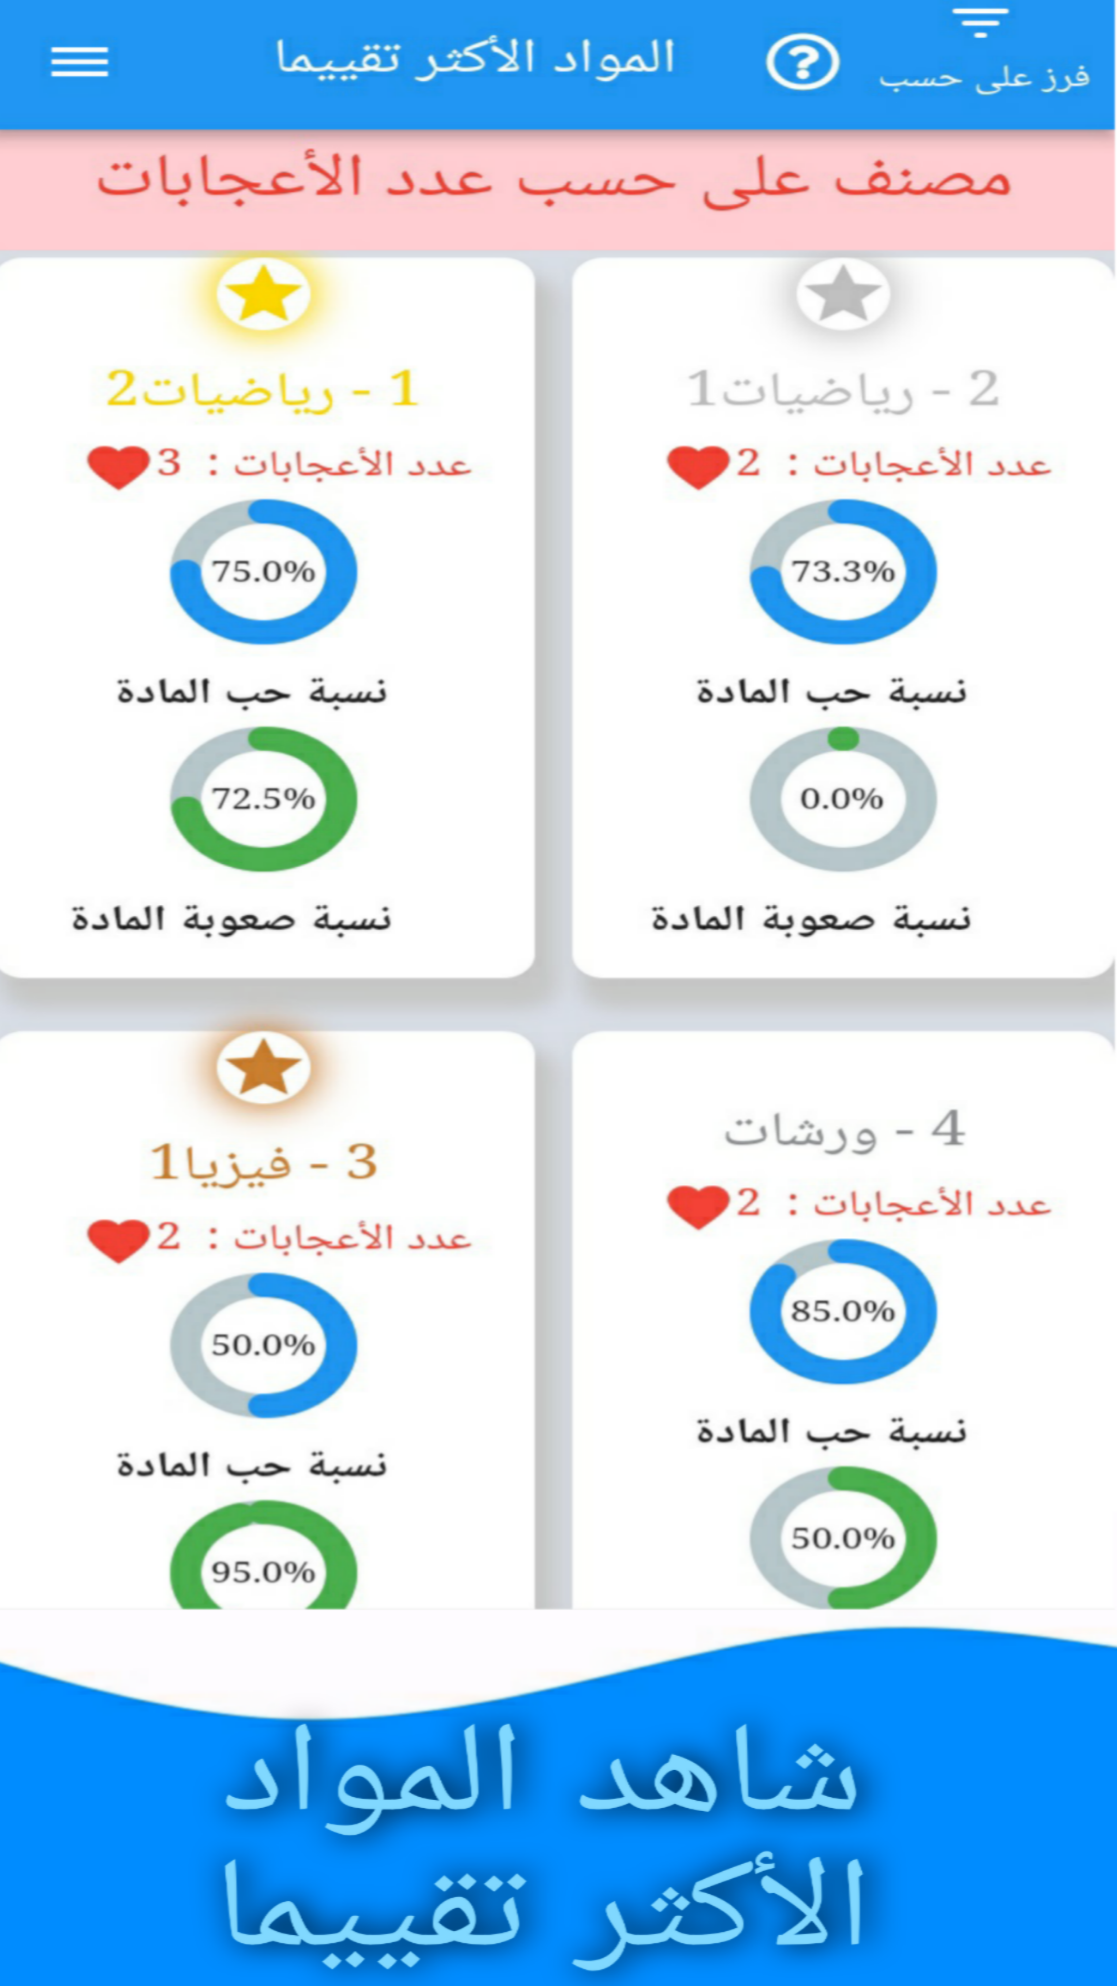 فرز على حسب
المواد الأكثر تقييما
مصنف على حسب عدد الأعجابات
1 - رياضيات2
عدد الأعجابات : 3
75.0%
نسبة حب المادة
72.5%
نسبة صعوبة المادة
2 - رياضيات1
عدد الأعجابات : 2
73.3%
نسبة حب المادة
0.0%
نسبة صعوبة المادة
3 - فيزيا1
عدد الأعجابات : 2
50.0%
نسبة حب المادة
95.0%
4 - ورشات
عدد الأعجابات : 2
85.0%
نسبة حب المادة
50.0%
شاهد المواد
الأكثر تقييما